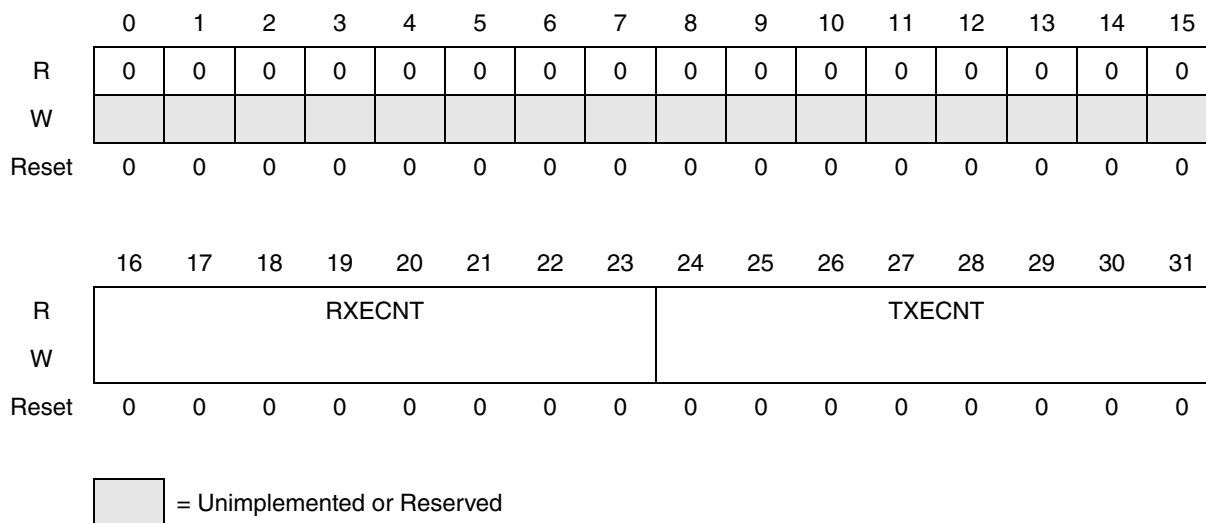 0 1 2 3 4 5 6 7 8 9 10 11 12 13 14 15
R 0 0 0 0 0 0 0 0 0 0 0 0 0 0 0 0
W
Reset 0 0 0 0 0 0 0 0 0 0 0 0 0 0 0 0
16 17 18 19 20 21 22 23 24 25 26 27 28 29 30 31
R RXECNT TXECNT
W
Reset 0 0 0 0 0 0 0 0 0 0 0 0 0 0 0 0
= Unimplemented or Reserved